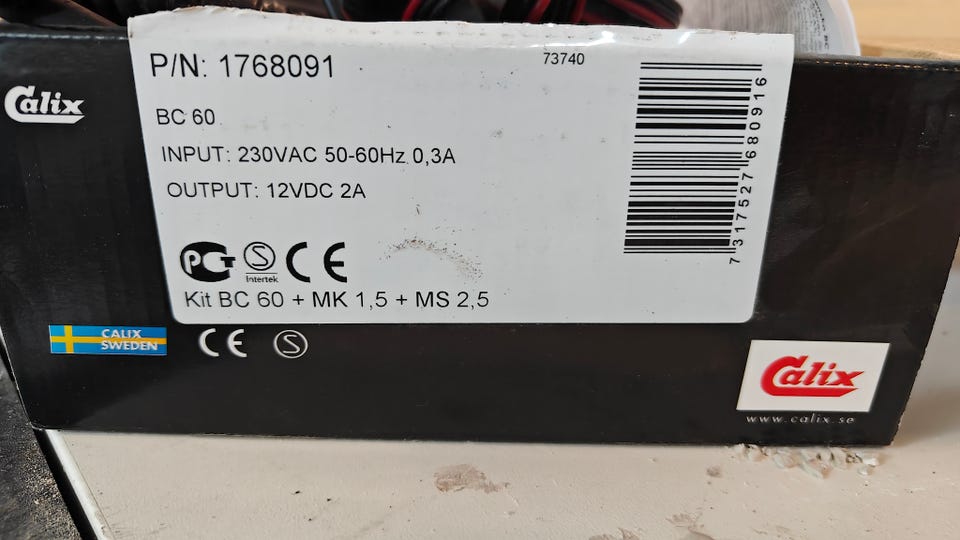 P/N: 1768091
73740
Calix
BC 60
INPUT: 230VAC 50-60Hz 0,3A
OUTPUT: 12VDC 2A
7 317527 680916
PCT S CE
Intertek
Kit BC 60 + MK 1,5 + MS 2,5
CALIX
SWEDEN
CE S
Calix
www.calix.se